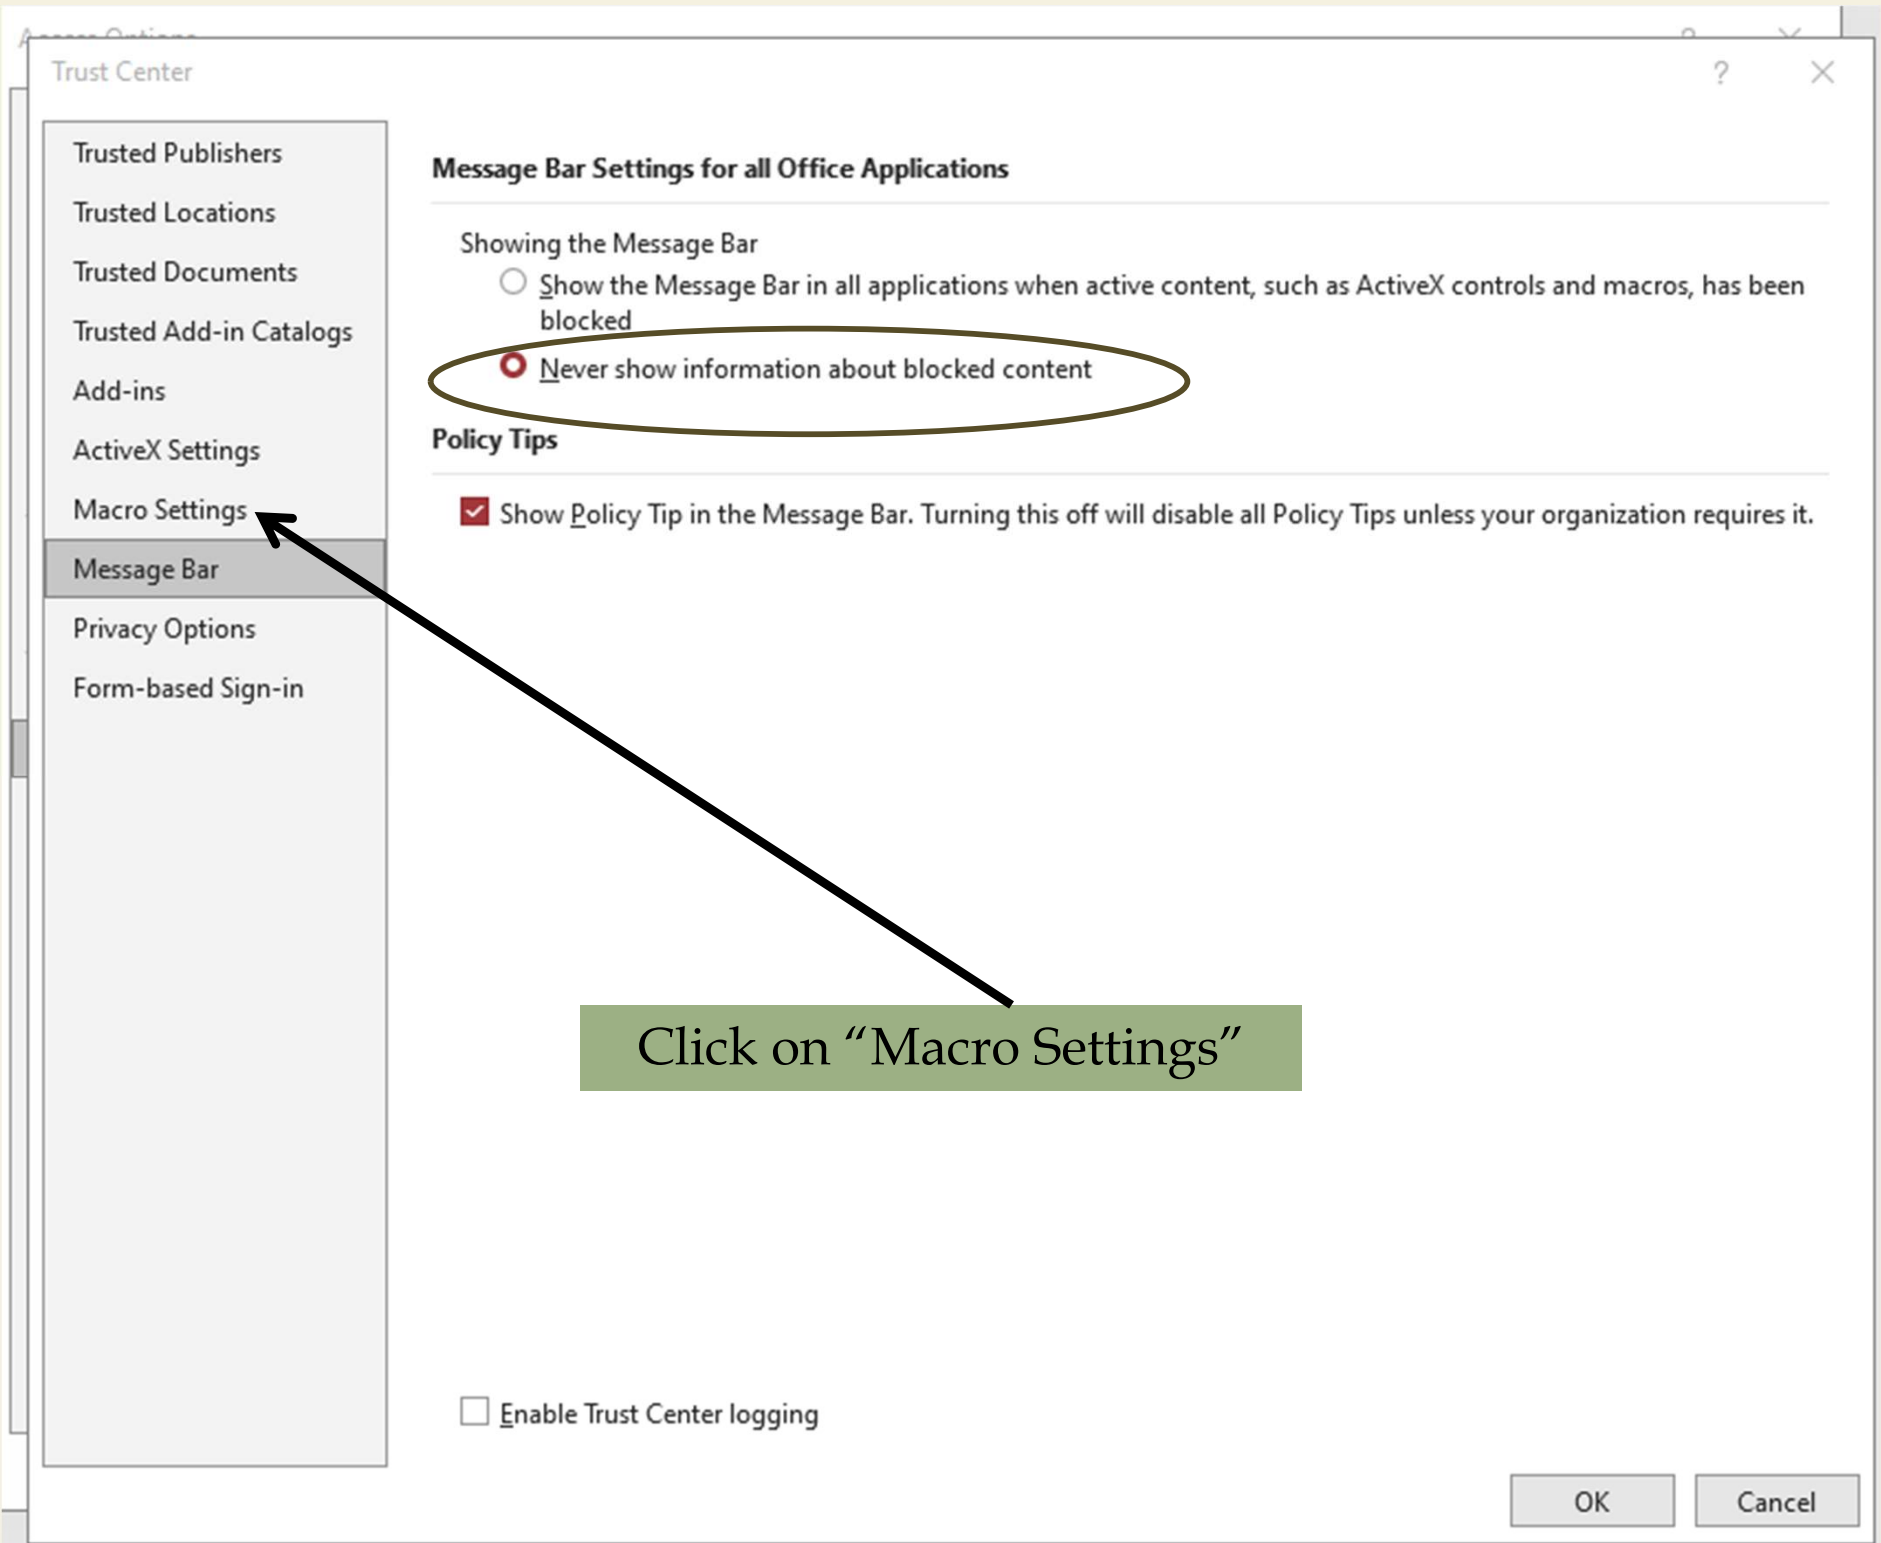 Access Options
Trust Center
?
Trusted Publishers
Trusted Locations
Trusted Documents
Trusted Add-in Catalogs
Add-ins
ActiveX Settings
Macro Settings
Message Bar
Privacy Options
Form-based Sign-in
Message Bar Settings for all Office Applications
Showing the Message Bar
Show the Message Bar in all applications when active content, such as ActiveX controls and macros, has been
blocked
Never show information about blocked content
Policy Tips
Show Policy Tip in the Message Bar. Turning this off will disable all Policy Tips unless your organization requires it.
Click on “Macro Settings”
Enable Trust Center logging
OK
Cancel